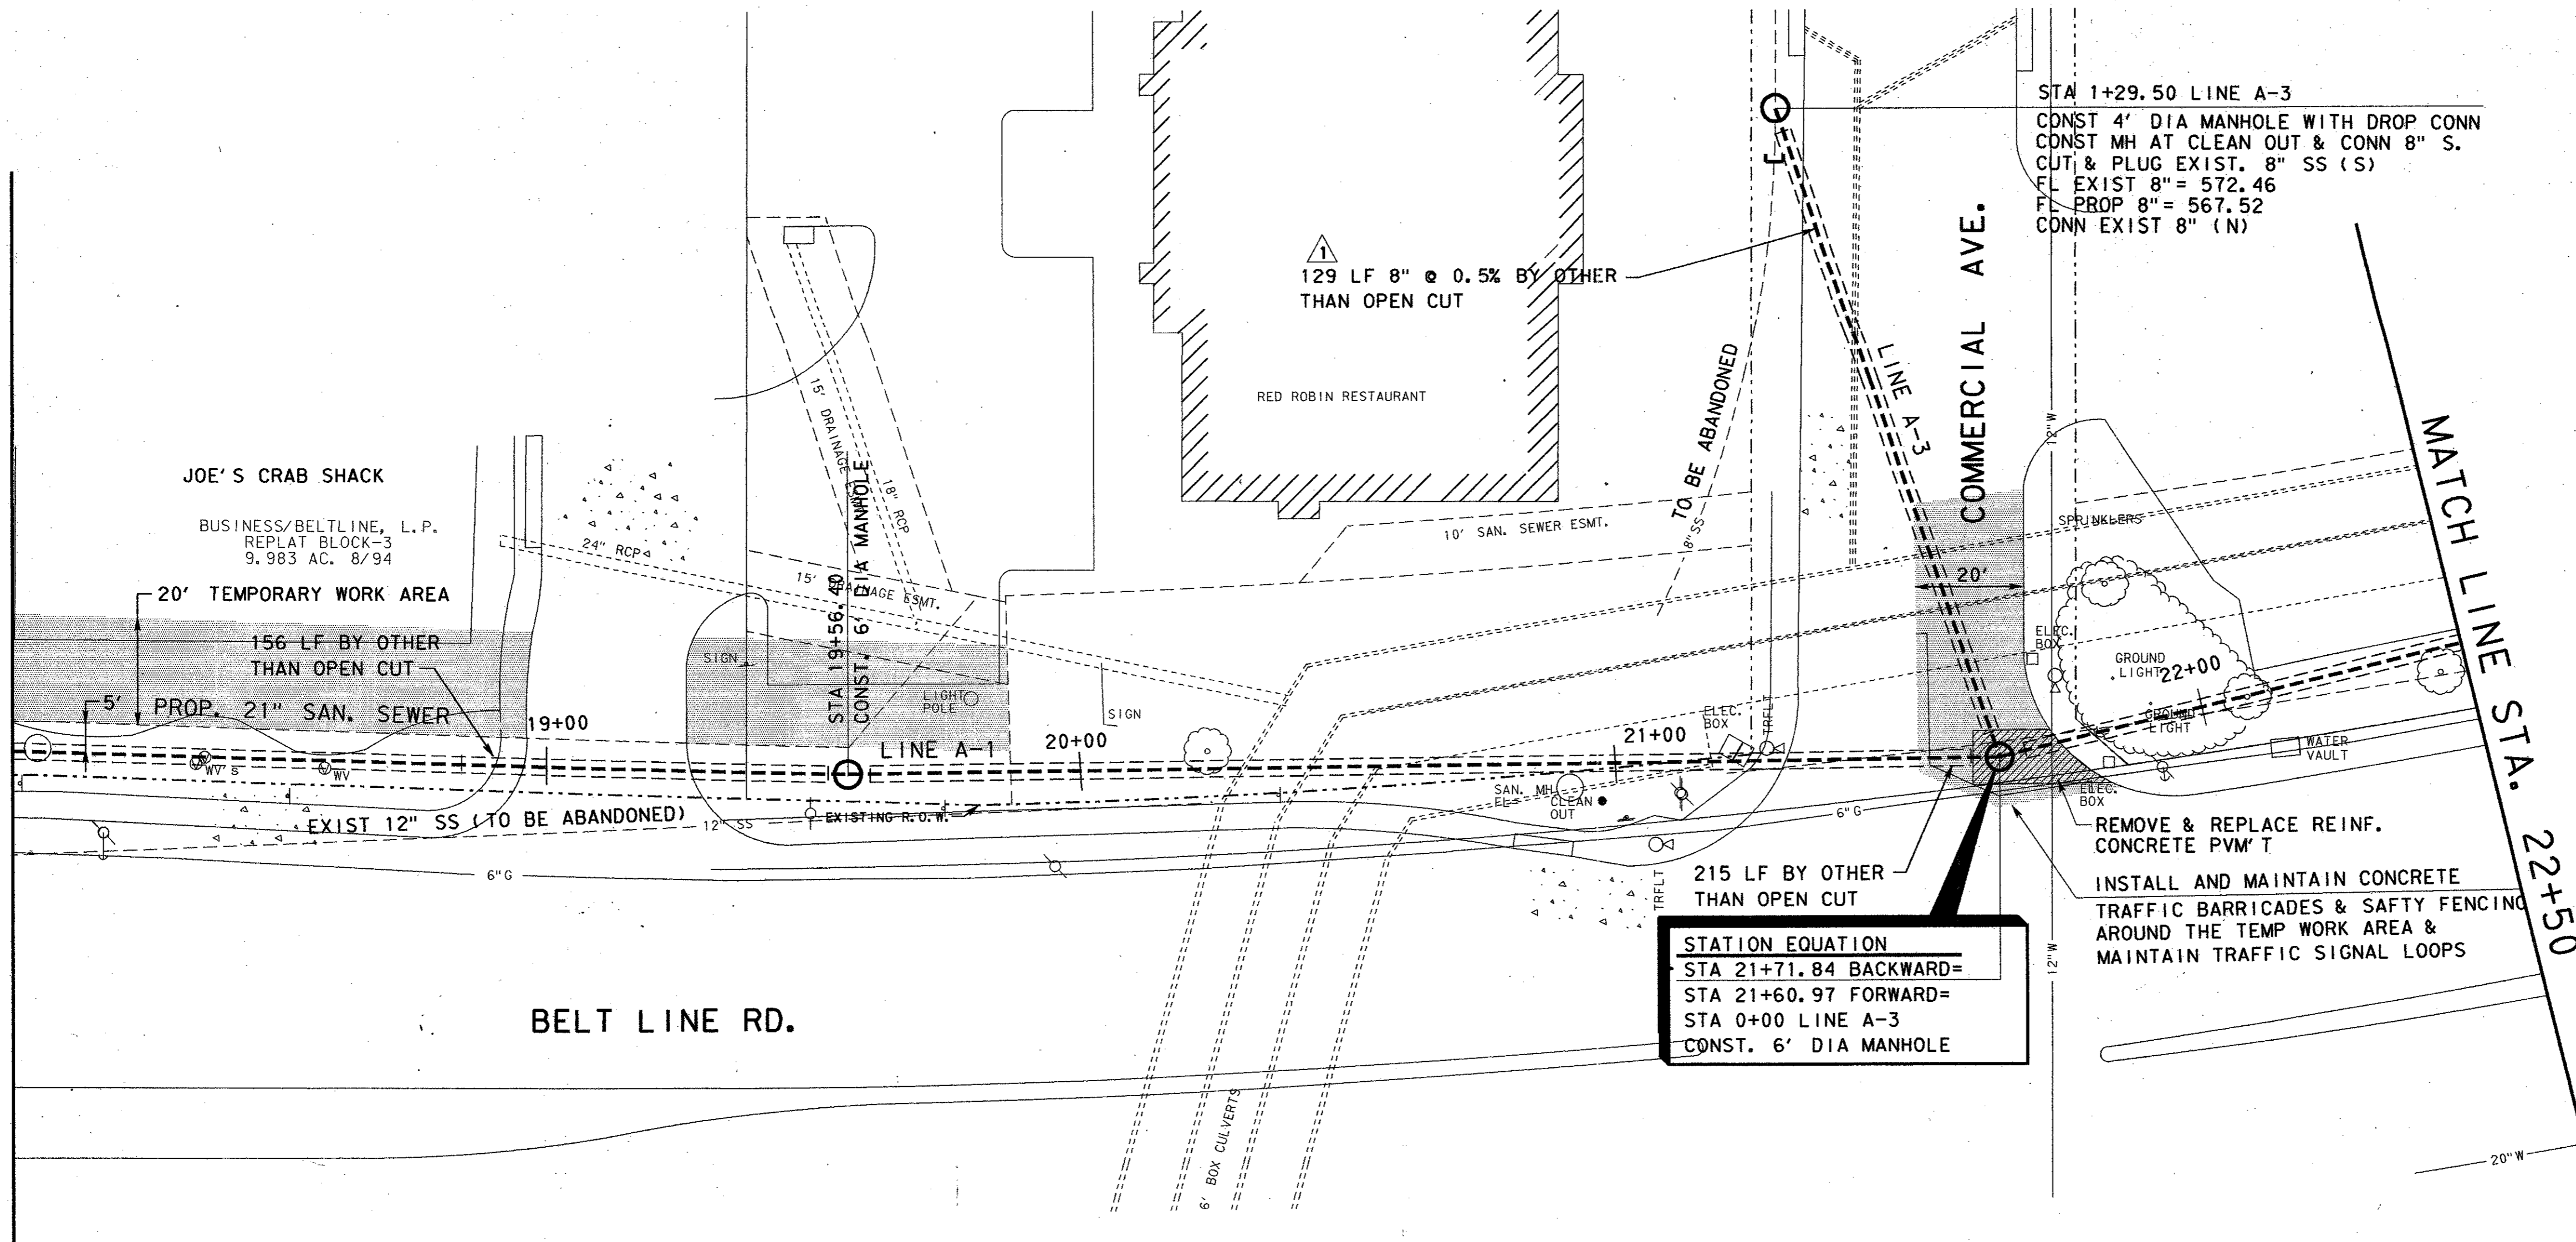 STA 1+29.50 LINE A-3
CONST 4' DIA MANHOLE WITH DROP CONN
CONST MH AT CLEAN OUT & CONN 8" S.
CUT & PLUG EXIST. 8" SS (S)
FL EXIST 8"= 572.46
FL PROP 8"= 567.52
CONN EXIST 8" (N)
1
129 LF 8" @ 0.5% BY OTHER
THAN OPEN CUT
RED ROBIN RESTAURANT
TO BE ABANDONED
8"SS
LINE A-3
COMMERCIAL AVE.
12"W
MATCH LINE STA. 22+50
JOE'S CRAB SHACK
BUSINESS/BELTLINE, L.P.
REPLAT BLOCK-3
9.983 AC. 8/94
20' TEMPORARY WORK AREA
156 LF BY OTHER
THAN OPEN CUT
5'
PROP. 21" SAN. SEWER
24" RCP
15' DRAINAGE ESMT.
18" RCP
15' DRAINAGE ESMT.
STA 19+56.40
CONST. 6' DIA MANHOLE
10' SAN. SEWER ESMT.
SPRINKLERS
20'
SIGN
LIGHT
POLE
SIGN
ELEC.
BOX
TRFLT
ELEC.
BOX
GROUND
LIGHT
22+00
GROUND
LIGHT
WATER
VAULT
19+00
LINE A-1
20+00
21+00
WV'S
WV
EXIST 12" SS (TO BE ABANDONED)
12" SS
EXISTING R.O.W.
SAN. MH
FL=
CLEAN
OUT
6"G
ELEC.
BOX
6"G
REMOVE & REPLACE REINF.
CONCRETE PVM'T
215 LF BY OTHER
THAN OPEN CUT
TRFLT
INSTALL AND MAINTAIN CONCRETE
TRAFFIC BARRICADES & SAFTY FENCING
AROUND THE TEMP WORK AREA &
MAINTAIN TRAFFIC SIGNAL LOOPS
12"W
STATION EQUATION
STA 21+71.84 BACKWARD=
STA 21+60.97 FORWARD=
STA 0+00 LINE A-3
CONST. 6' DIA MANHOLE
BELT LINE RD.
6' BOX CULVERTS
20"W